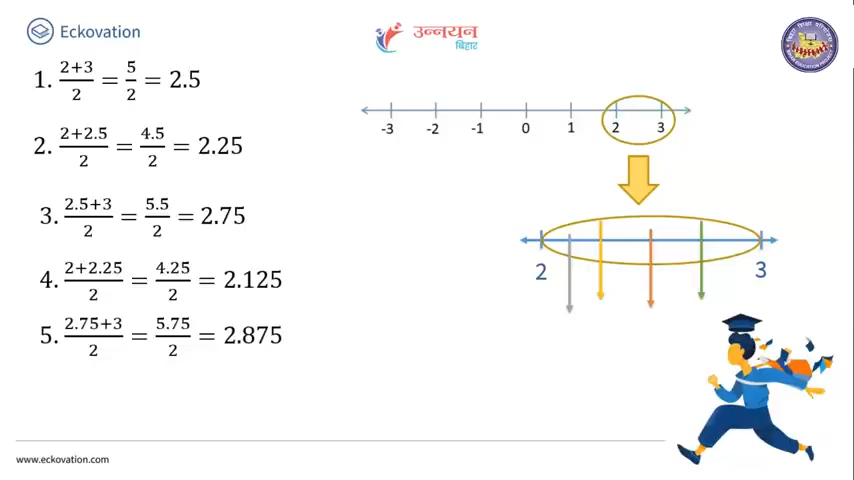 Eckovation
उन्नयन
बिहार
1. (2+3)/2 = 5/2 = 2.5
2. (2+2.5)/2 = 4.5/2 = 2.25
3. (2.5+3)/2 = 5.5/2 = 2.75
4. (2+2.25)/2 = 4.25/2 = 2.125
5. (2.75+3)/2 = 5.75/2 = 2.875
-3 -2 -1 0 1 2 3
2 3
www.eckovation.com